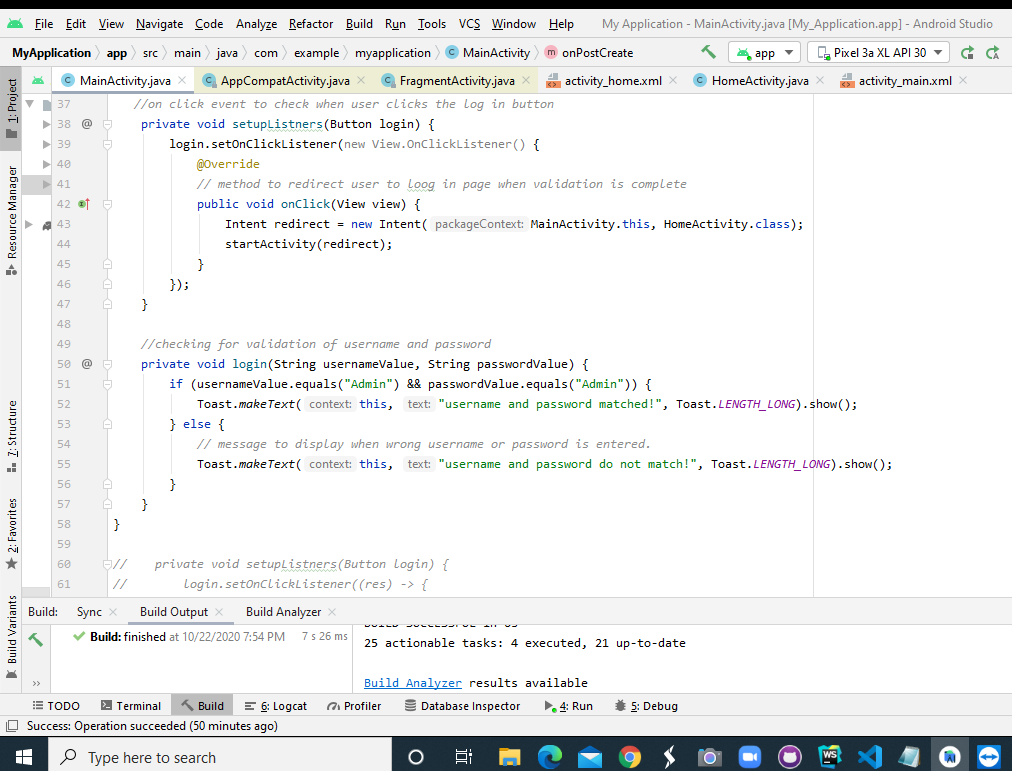 File Edit View Navigate Code Analyze Refactor Build Run Tools VCS Window Help My Application - MainActivity.java [My_Application.app] - Android Studio
MyApplication app src main java com example myapplication MainActivity onPostCreate app Pixel 3a XL API 30
1: Project
Resource Manager
7: Structure
2: Favorites
Build Variants
MainActivity.java AppCompatActivity.java FragmentActivity.java activity_home.xml HomeActivity.java activity_main.xml
37 //on click event to check when user clicks the log in button
38 @ private void setupListners(Button login) {
39 login.setOnClickListener(new View.OnClickListener() {
40 @Override
41 // method to redirect user to loog in page when validation is complete
42 public void onClick(View view) {
43 Intent redirect = new Intent( packageContext: MainActivity.this, HomeActivity.class);
44 startActivity(redirect);
45 }
46 });
47 }
48
49 //checking for validation of username and password
50 @ private void login(String usernameValue, String passwordValue) {
51 if (usernameValue.equals("Admin") && passwordValue.equals("Admin")) {
52 Toast.makeText( context: this, text: "username and password matched!", Toast.LENGTH_LONG).show();
53 } else {
54 // message to display when wrong username or password is entered.
55 Toast.makeText( context: this, text: "username and password do not match!", Toast.LENGTH_LONG).show();
56 }
57 }
58 }
59
60 // private void setupListners(Button login) {
61 // login.setOnClickListener((res) -> {
Build: Sync Build Output Build Analyzer
Build: finished at 10/22/2020 7:54 PM 7 s 26 ms
25 actionable tasks: 4 executed, 21 up-to-date
Build Analyzer results available
TODO Terminal Build 6: Logcat Profiler Database Inspector 4: Run 5: Debug
Success: Operation succeeded (50 minutes ago)
Type here to search